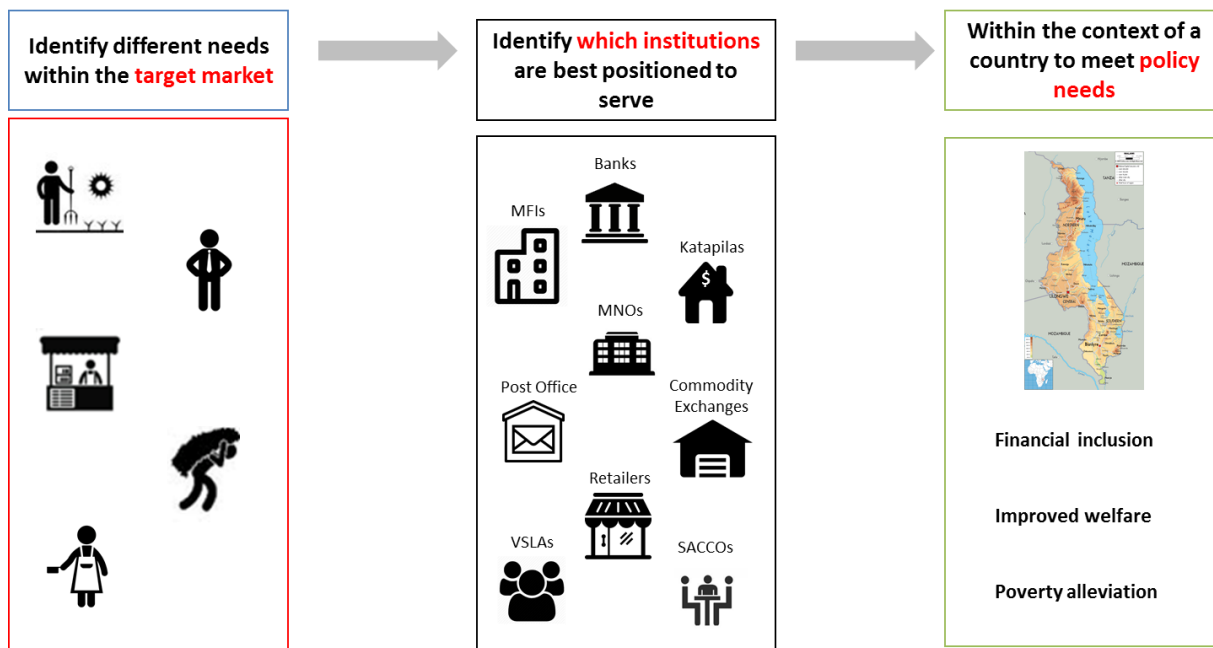 Identify different needs
within the target market
Identify which institutions
are best positioned to
serve
Within the context of a
country to meet policy
needs
Banks
MFIs
Katapilas
$
MNOs
Post Office
Commodity
Exchanges
Retailers
VSLAs
SACCOs
Financial inclusion
Improved welfare
Poverty alleviation